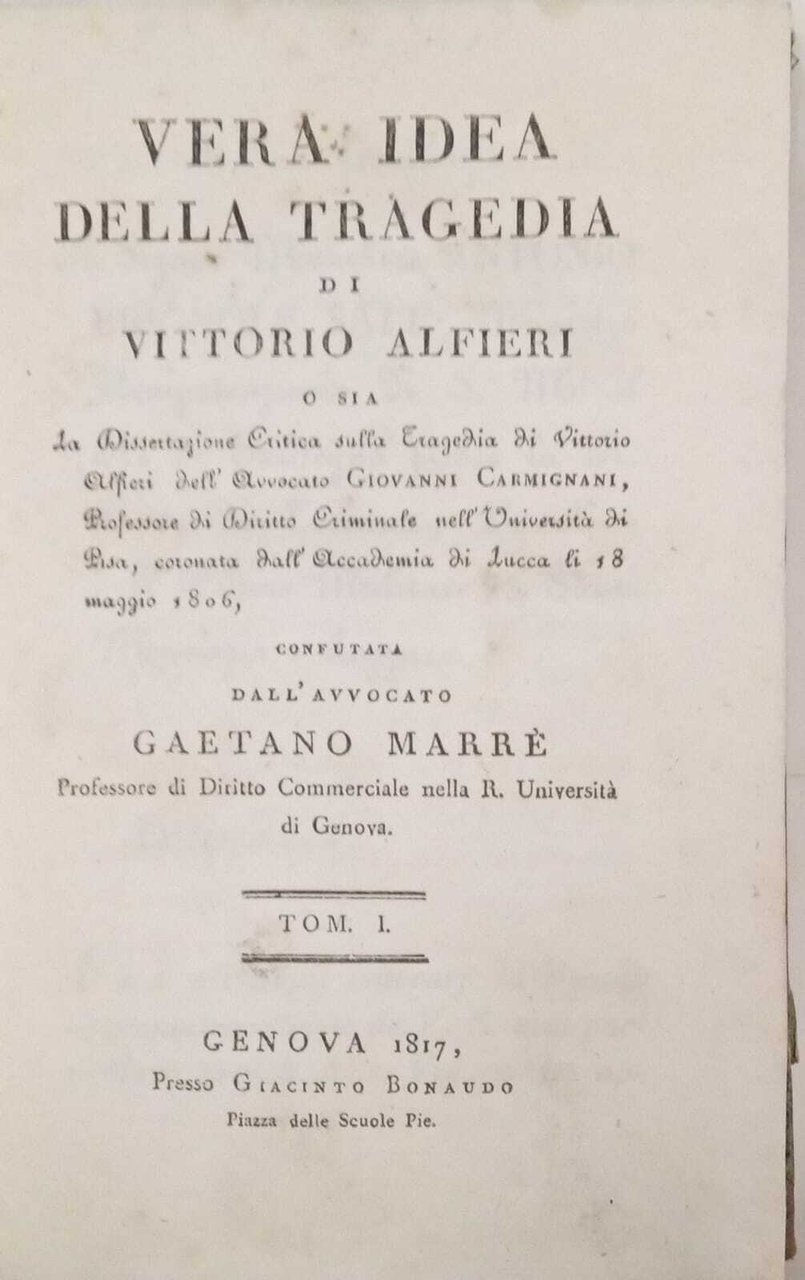 VERA IDEA
DELLA TRAGEDIA
DI
VITTORIO ALFIERI
O SIA
La Dissertazione Critica sulla Tragedia di Vittorio
Alfieri dell' Avvocato GIOVANNI CARMIGNANI,
Professore di Diritto Criminale nell' Università di
Pisa, coronata dall' Accademia di Lucca li 18
maggio 1806,
CONFUTATA
DALL' AVVOCATO
GAETANO MARRÈ
Professore di Diritto Commerciale nella R. Università
di Genova.
TOM. I.
GENOVA 1817,
Presso GIACINTO BONAUDO
Piazza delle Scuole Pie.